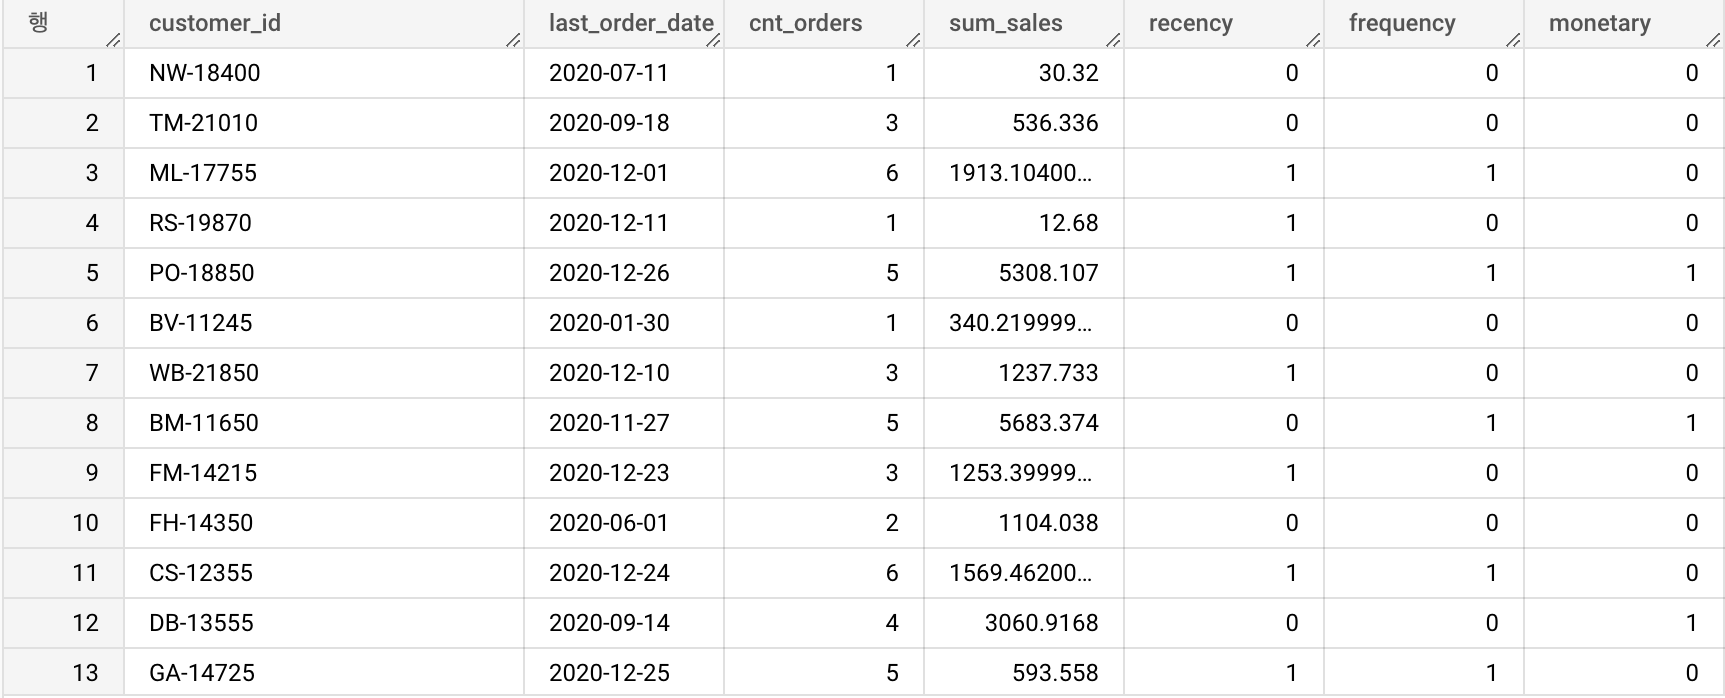 행 customer_id last_order_date cnt_orders sum_sales recency frequency monetary
1 NW-18400 2020-07-11 1 30.32 0 0 0
2 TM-21010 2020-09-18 3 536.336 0 0 0
3 ML-17755 2020-12-01 6 1913.10400... 1 1 0
4 RS-19870 2020-12-11 1 12.68 1 0 0
5 PO-18850 2020-12-26 5 5308.107 1 1 1
6 BV-11245 2020-01-30 1 340.219999... 0 0 0
7 WB-21850 2020-12-10 3 1237.733 1 0 0
8 BM-11650 2020-11-27 5 5683.374 0 1 1
9 FM-14215 2020-12-23 3 1253.39999... 1 0 0
10 FH-14350 2020-06-01 2 1104.038 0 0 0
11 CS-12355 2020-12-24 6 1569.46200... 1 1 0
12 DB-13555 2020-09-14 4 3060.9168 0 0 1
13 GA-14725 2020-12-25 5 593.558 1 1 0